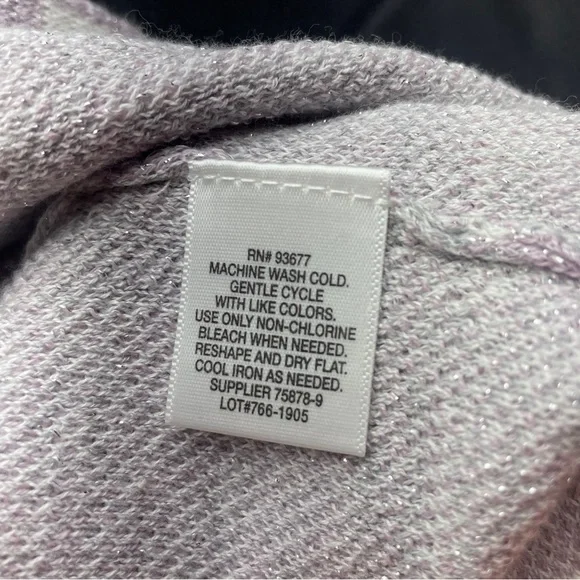 RN# 93677
MACHINE WASH COLD.
GENTLE CYCLE
WITH LIKE COLORS.
USE ONLY NON-CHLORINE
BLEACH WHEN NEEDED.
RESHAPE AND DRY FLAT.
COOL IRON AS NEEDED.
SUPPLIER 75878-9
LOT#766-1905